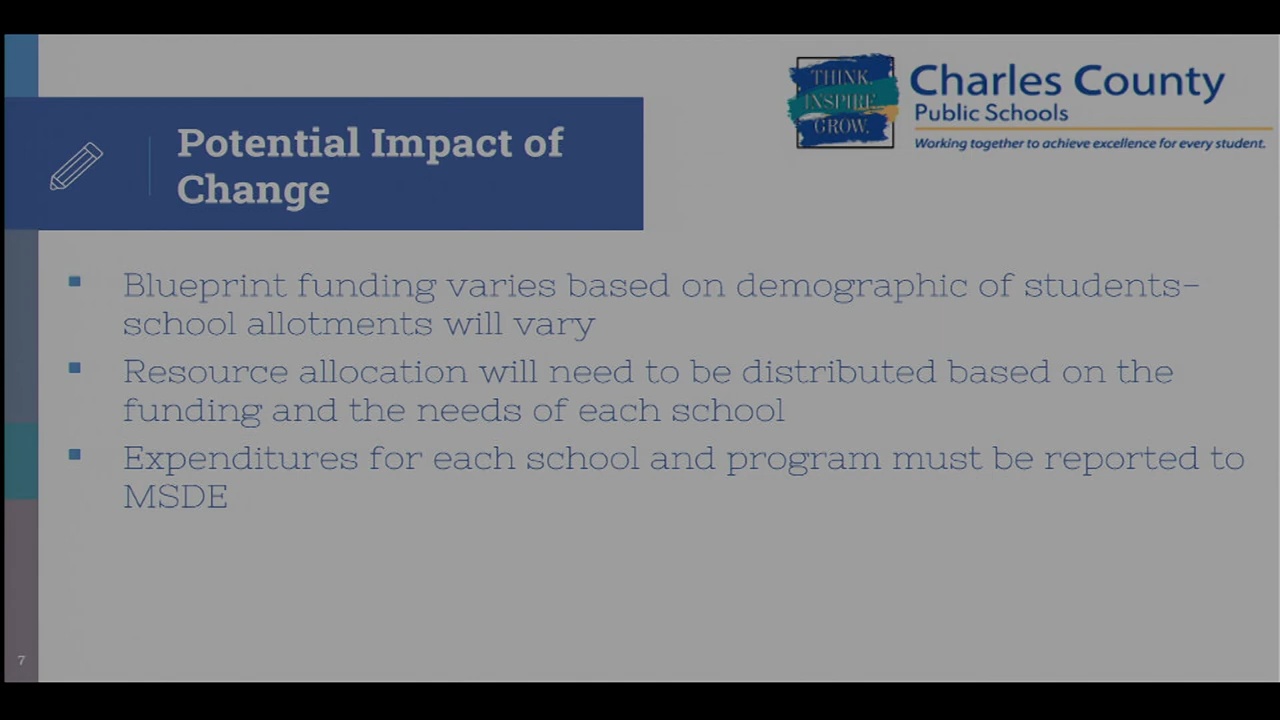 THINK.
INSPIRE.
GROW.
Charles County
Public Schools
Working together to achieve excellence for every student.
Potential Impact of
Change
Blueprint funding varies based on demographic of students-
school allotments will vary
Resource allocation will need to be distributed based on the
funding and the needs of each school
Expenditures for each school and program must be reported to
MSDE
7